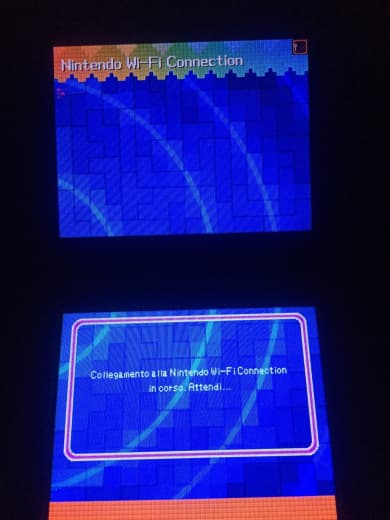 Nintendo Wi-Fi Connection
Collegamento alla Nintendo Wi-Fi Connection
in corso. Attendi...